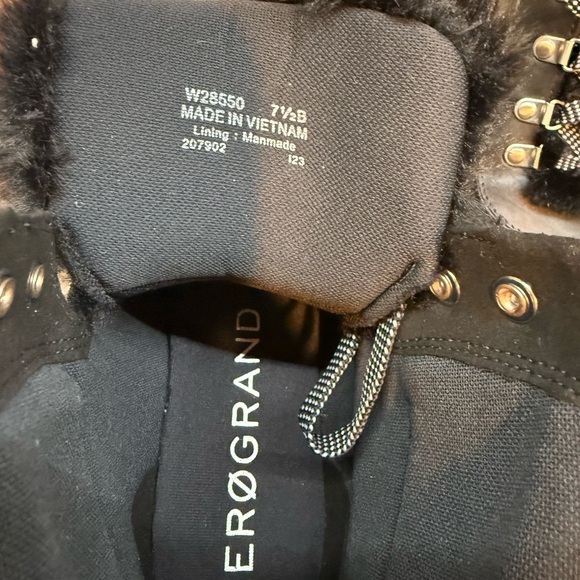 W28550 7½B
MADE IN VIETNAM
Lining : Manmade
207902 I23
ERØGRAND